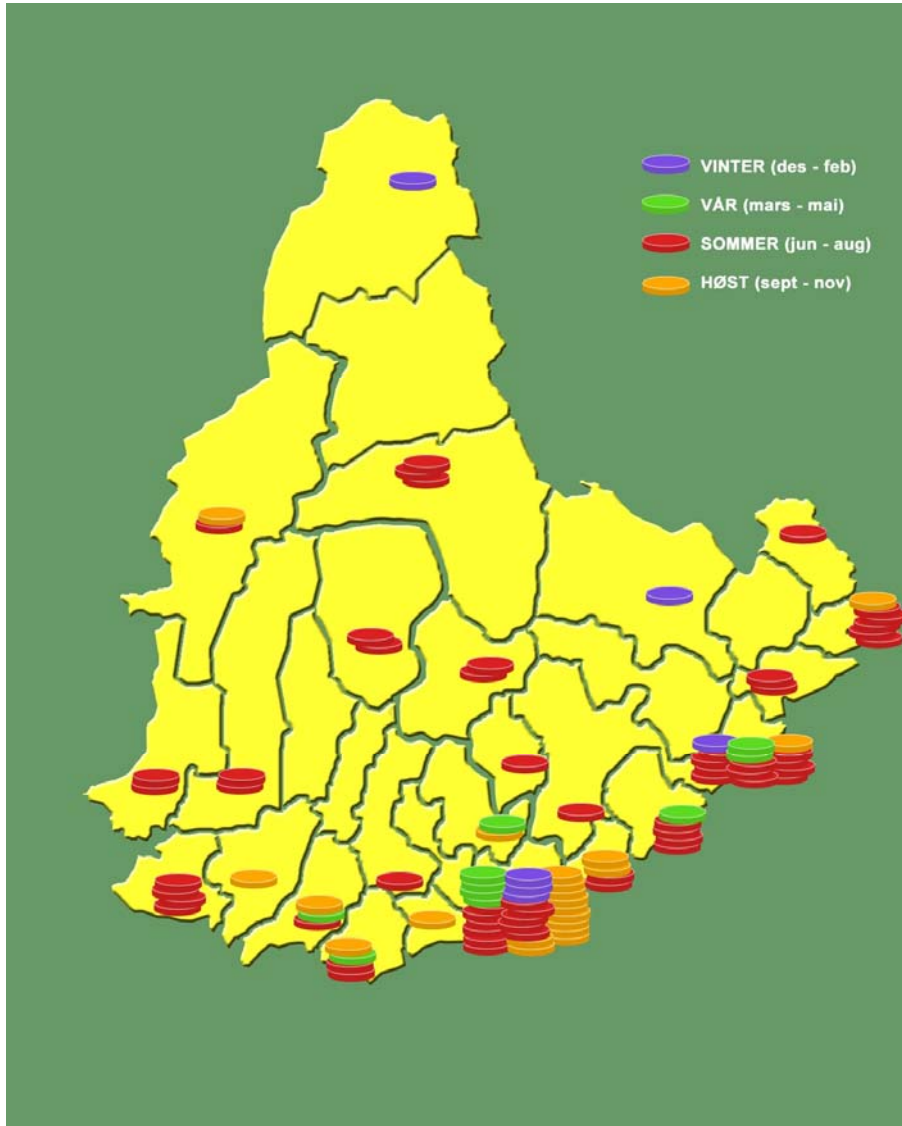 VINTER (des - feb)
VÅR (mars - mai)
SOMMER (jun - aug)
HØST (sept - nov)